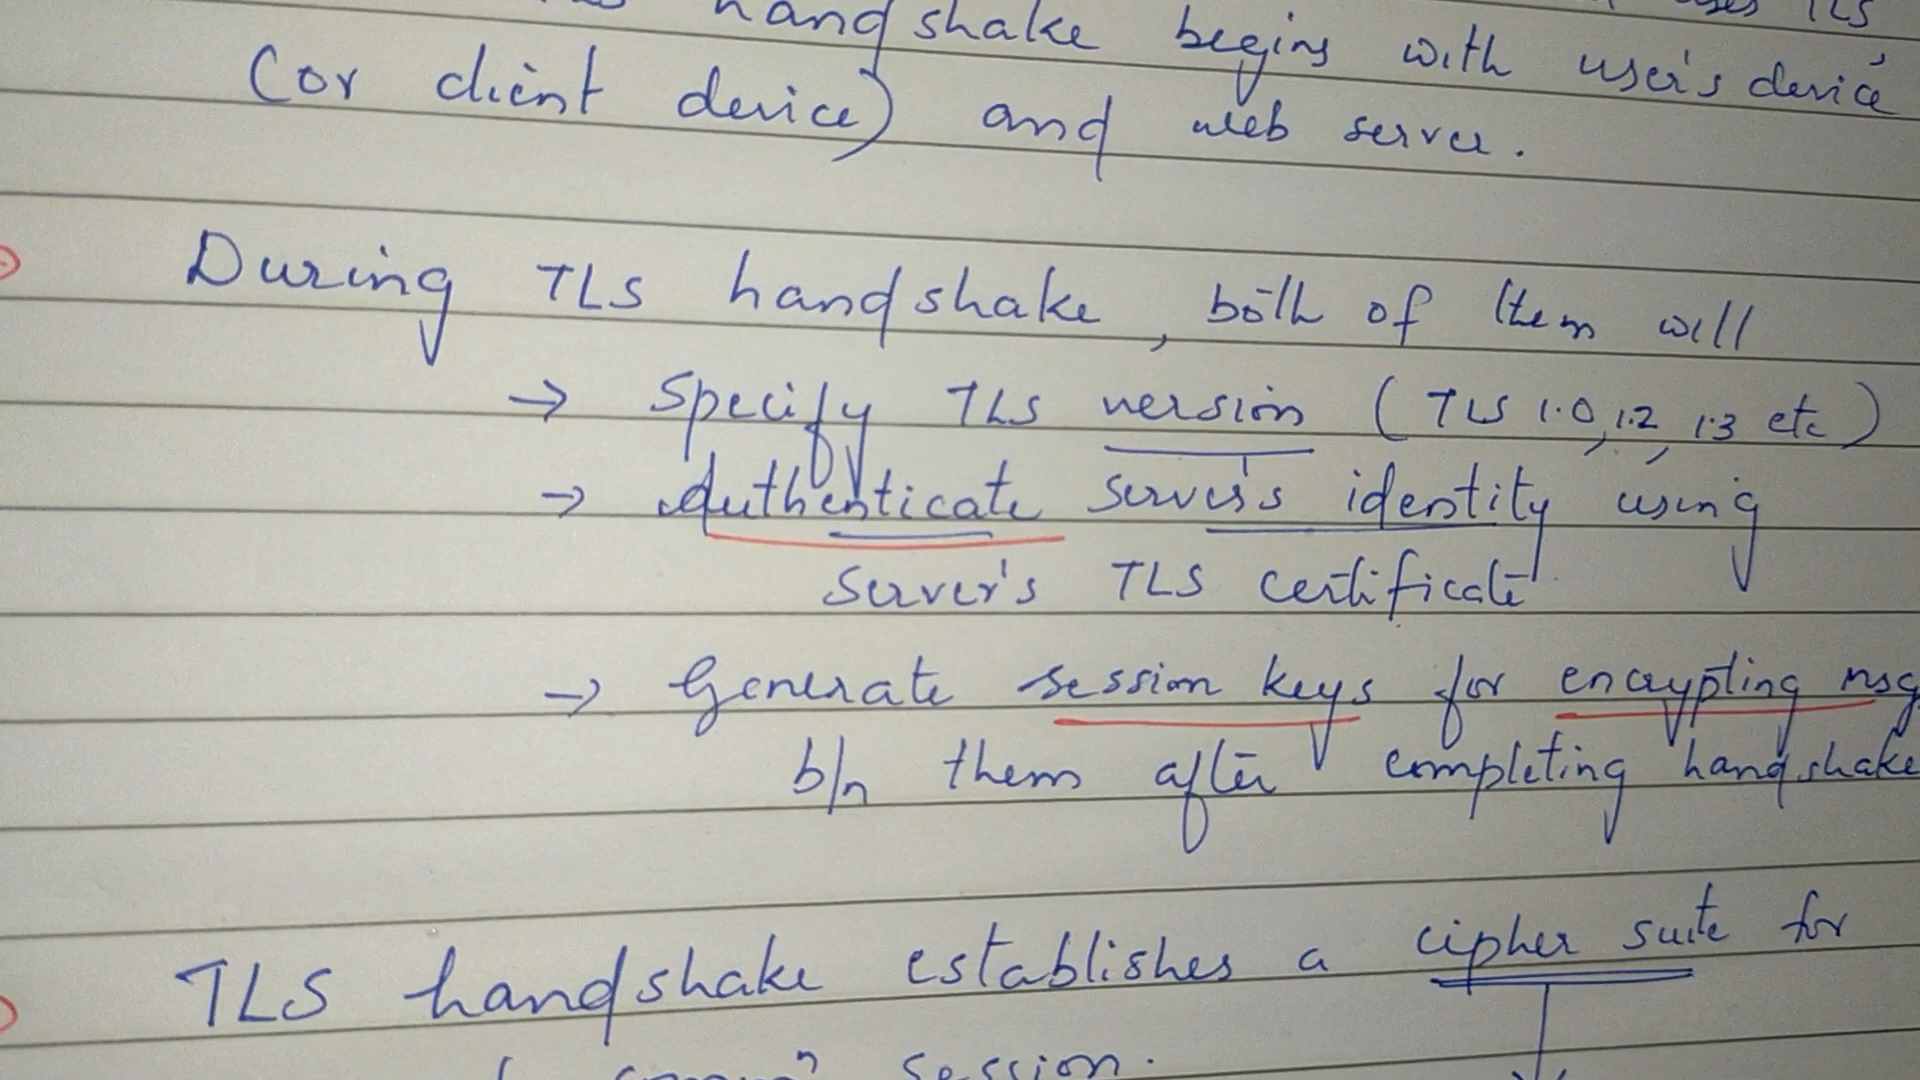 handshake begins with user's device
(or client device) and web server.
During TLS handshake, both of them will
→ Specify TLS version (TLS 1.0, 1.2, 1.3 etc)
→ Authenticate server's identity using
server's TLS certificate
→ Generate session keys for encrypting msg
b/n them after completing handshake
TLS handshake establishes a cipher suite for
session.